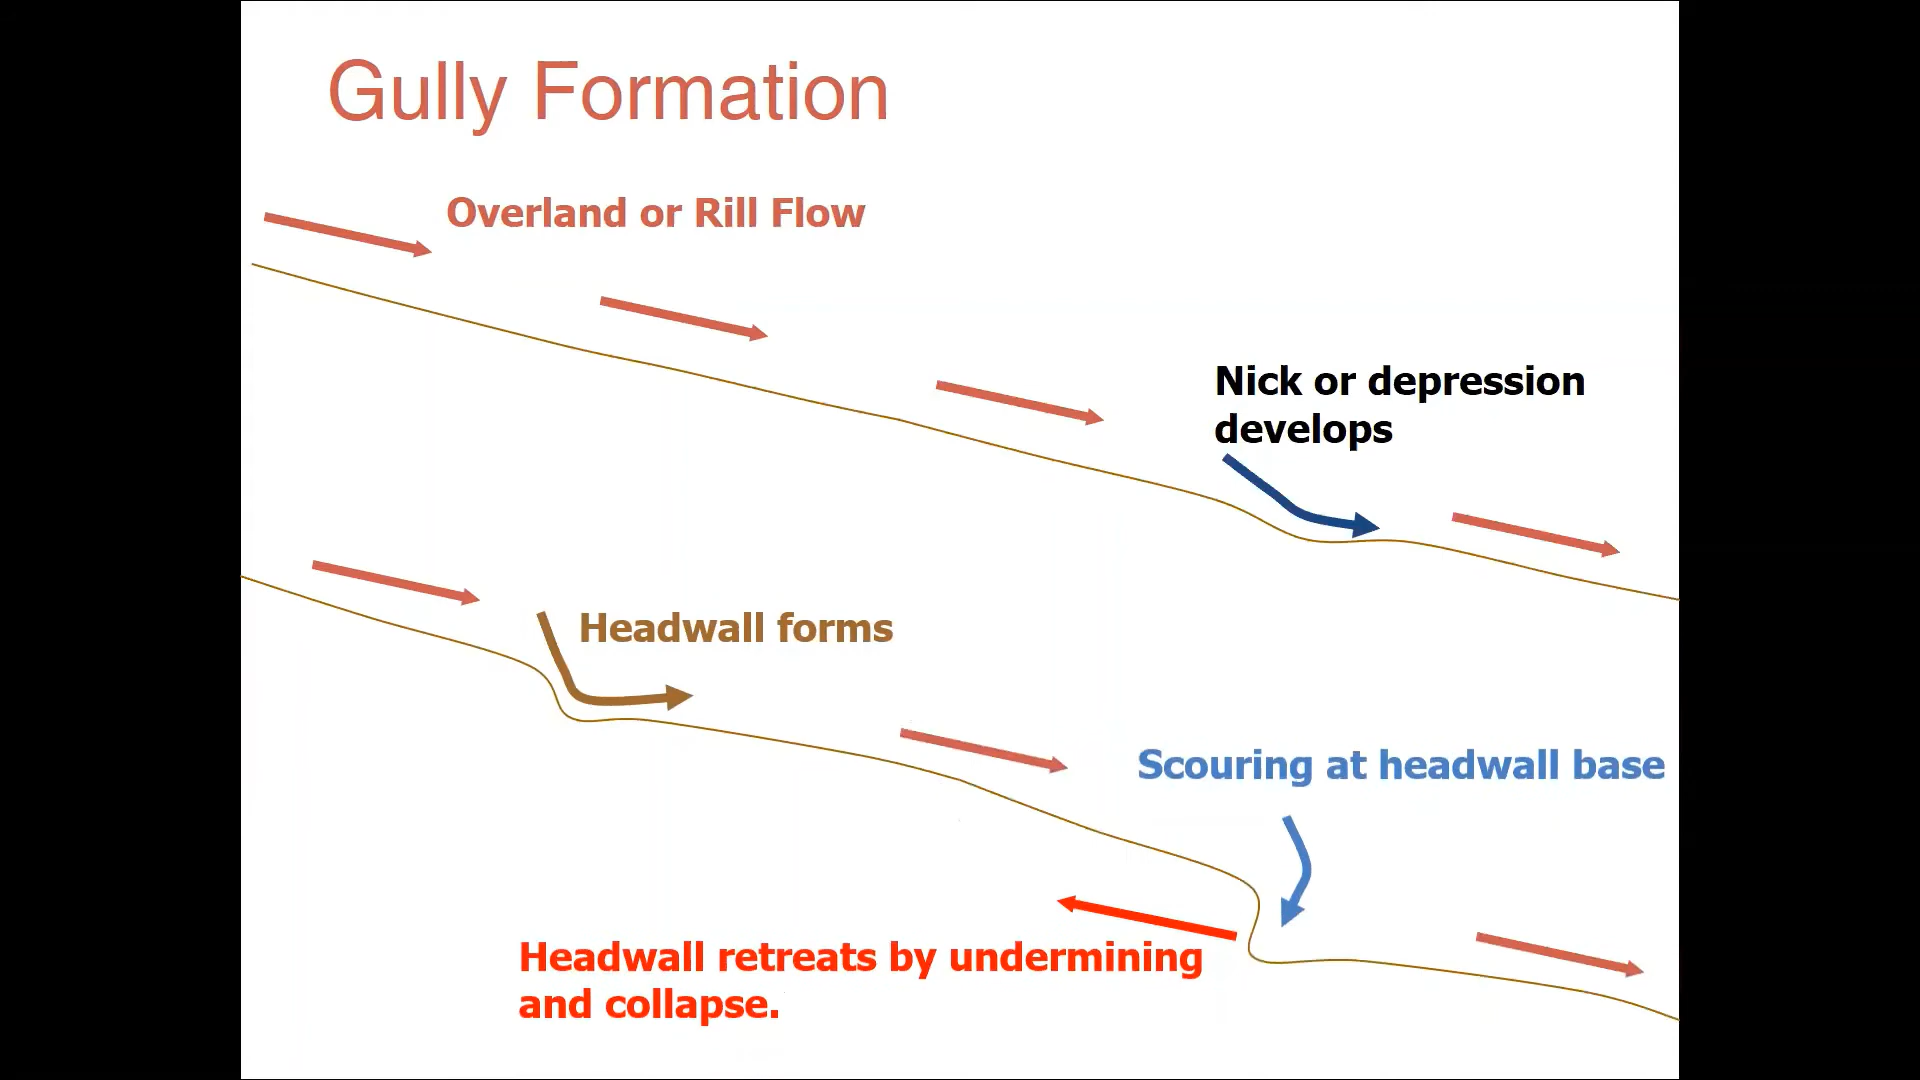 Gully Formation
Overland or Rill Flow
Nick or depression
develops
Headwall forms
Scouring at headwall base
Headwall retreats by undermining
and collapse.